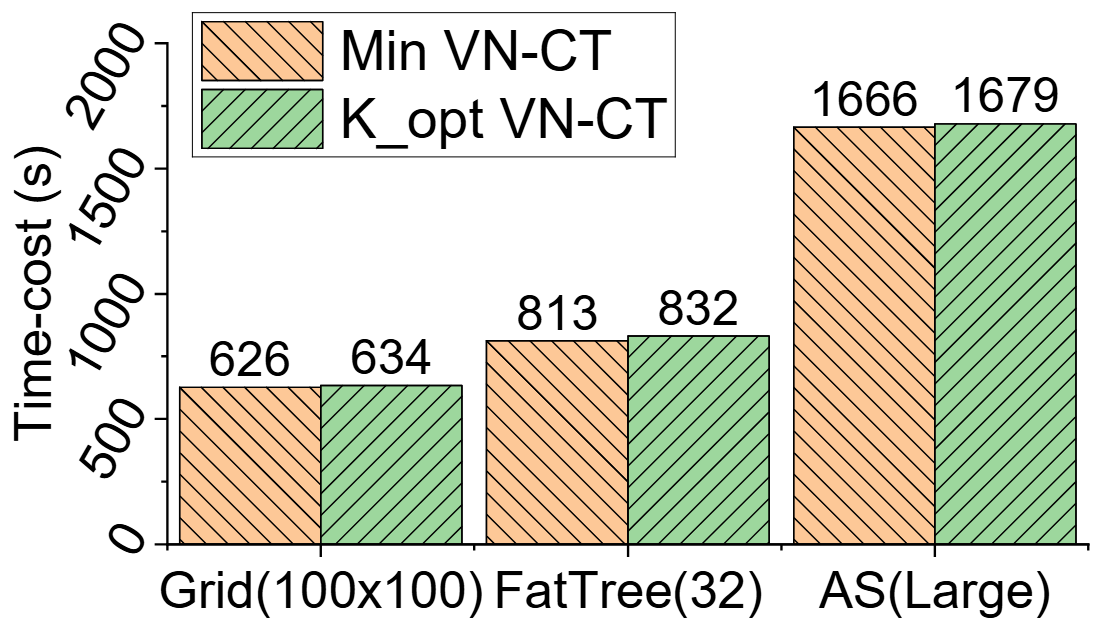 Min VN-CT
K_opt VN-CT
Time-cost (s)
2000
1500
1000
500
0
626
634
813
832
1666
1679
Grid(100x100)
FatTree(32)
AS(Large)